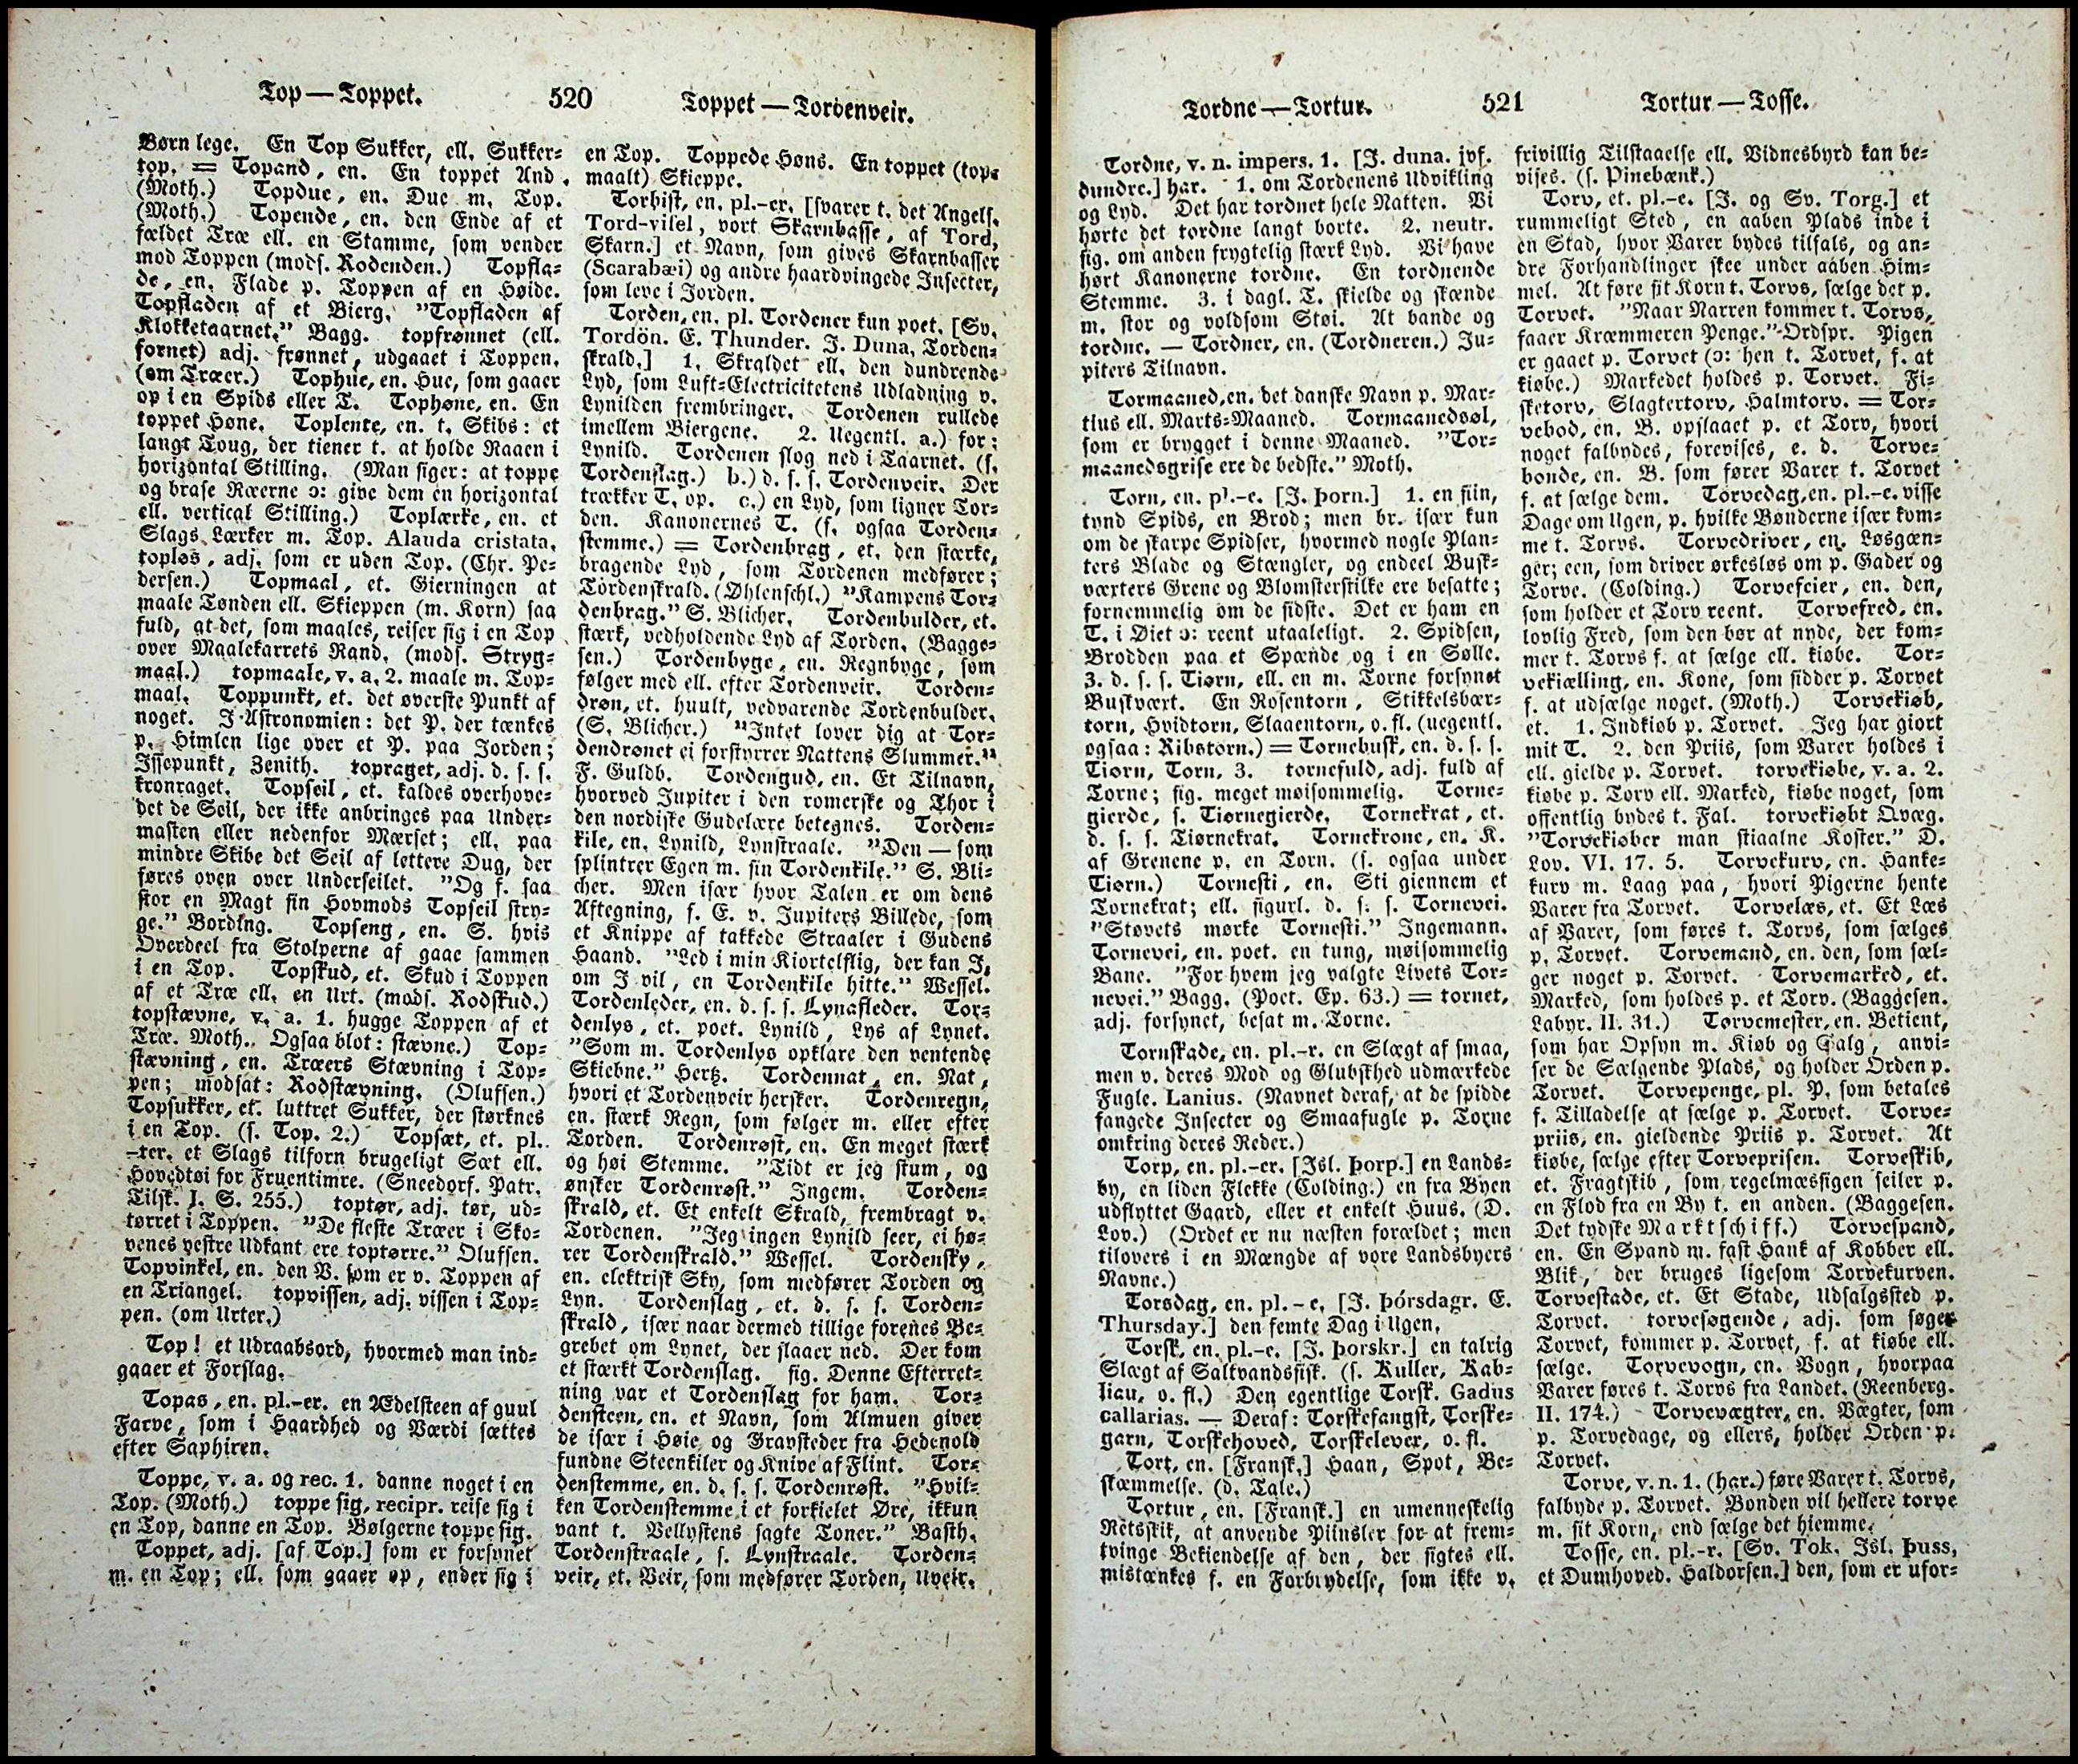 Top — Toppet.
520
Toppet — Tordenveir.
Børn lege. En Top Sukker, ell. Sukker-
top. = Topand, en. En toppet And.
(Moth.) Topdue, en. Due m. Top.
(Moth.) Topende, en. den Ende af et
fældet Træ ell. en Stamme, som vender
mod Toppen (mods. Rodenden.) Topfla-
de, en. Flade p. Toppen af en Høide.
Topfladen af et Bierg. "Topfladen af
Klokketaarnet." Bagg. topfrønnet (ell.
fornet) adj. frønnet, udgaaet i Toppen.
(om Træer.) Tophue, en. Hue, som gaaer
op i en Spids eller T. Tophøne, en. En
toppet Høne. Toplente, en. t. Skibs: et
langt Toug, der tiener t. at holde Raaen i
horizontal Stilling. (Man siger: at toppe
og brase Ræerne ɔ: give dem en horizontal
ell. vertical Stilling.) Toplærke, en. et
Slags Lærker m. Top. Alauda cristata.
topløs, adj. som er uden Top. (Chr. Pe-
dersen.) Topmaal, et. Gierningen at
maale Tønden ell. Skieppen (m. Korn) saa
fuld, at det, som maales, reiser sig i en Top
over Maalekarrets Rand. (mods. Stryg-
maal.) topmaale, v. a. 2. maale m. Top-
maal. Toppunkt, et. det øverste Punkt af
noget. I Astronomien: det P. der tænkes
p. Himlen lige over et P. paa Jorden;
Issepunkt, Zenith. topraget, adj. d. s. s.
kronraget. Topseil, et. kaldes overhove-
det de Seil, der ikke anbringes paa Under-
masten eller nedenfor Mærset; ell. paa
mindre Skibe det Seil af lettere Dug, der
føres oven over Underseilet. "Og f. saa
stor en Magt sin Hovmods Topseil stry-
ge." Bording. Topseng, en. S. hvis
Overdeel fra Stolperne af gaae sammen
i en Top. Topskud, et. Skud i Toppen
af et Træ ell. en Urt. (mods. Rodskud.)
topstævne, v. a. 1. hugge Toppen af et
Træ. Moth. Ogsaa blot: stævne.) Top-
stævning, en. Træers Stævning i Top-
pen; modsat: Rodstævning. (Olufsen.)
Topsukker, et. luttret Sukker, der størknes
i en Top. (s. Top. 2.) Topsæt, et. pl.
-ter. et Slags tilforn brugeligt Sæt ell.
Hovedtøi for Fruentimre. (Sneedorf. Patr.
Tilsk. I. S. 255.) toptør, adj. tør, ud-
tørret i Toppen. "De fleste Træer i Sko-
venes vestre Udkant ere toptørre." Olufsen.
Topvinkel, en. den V. som er v. Toppen af
en Triangel. topvissen, adj. vissen i Top-
pen. (om Urter.)
Top! et Udraabsord, hvormed man ind-
gaaer et Forslag.
Topas, en. pl.-er. en Ædelsteen af guul
Farve, som i Haardhed og Værdi sættes
efter Saphiren.
Toppe, v. a. og rec. 1. danne noget i en
Top. (Moth.) toppe sig, recipr. reise sig i
en Top, danne en Top. Bølgerne toppe sig.
Toppet, adj. [af Top.] som er forsynet
m. en Top; ell. som gaaer op, ender sig i
en Top. Toppede Høns. En toppet (top-
maalt) Skieppe.
Torbist, en. pl.-er. [svarer t. det Angels.
Tord-vifel, vort Skarnbasse, af Tord,
Skarn.] et Navn, som gives Skarnbasser
(Scarabæi) og andre haardvingede Insecter,
som leve i Jorden.
Torden, en. pl. Tordener kun poet. [Sv.
Tordön. E. Thunder. J. Duna, Torden-
skrald.] 1. Skraldet ell. den dundrende
Lyd, som Luft-Electricitetens Udladning v.
Lynilden frembringer. Tordenen rullede
imellem Biergene. 2. Uegentl. a.) for:
Lynild. Tordenen slog ned i Taarnet. (s.
Tordenslag.) b.) d. s. s. Tordenveir. Der
trækker T. op. c.) en Lyd, som ligner Tor-
den. Kanonernes T. (s. ogsaa Torden-
stemme.) = Tordenbrag, et. den stærke,
bragende Lyd, som Tordenen medfører;
Tordenskrald. (Øhlenschl.) "Kampens Tor-
denbrag." S. Blicher. Tordenbulder, et.
stærk, vedholdende Lyd af Torden. (Bagge-
sen.) Tordenbyge, en. Regnbyge, som
følger med ell. efter Tordenveir. Torden-
drøn, et. huult, vedvarende Tordenbulder.
(S. Blicher.) "Intet lover dig at Tor-
dendrønet ei forstyrrer Nattens Slummer."
F. Guldb. Tordengud, en. Et Tilnavn,
hvorved Jupiter i den romerske og Thor i
den nordiske Gudelære betegnes. Torden-
kile, en. Lynild, Lynstraale. "Den — som
splintrer Egen m. sin Tordenkile." S. Bli-
cher. Men især hvor Talen er om dens
Aftegning, f. E. v. Jupiters Billede, som
et Knippe af takkede Straaler i Gudens
Haand. "Led i min Kiortelflig, der kan I,
om I vil, en Tordenkile hitte." Wessel.
Tordenleder, en. d. s. s. Lynafleder. Tor-
denlys, et. poet. Lynild, Lys af Lynet.
"Som m. Tordenlys opklare den ventende
Skiebne." Hertz. Tordennat, en. Nat,
hvori et Tordenveir hersker. Tordenregn,
en. stærk Regn, som følger m. eller efter
Torden. Tordenrøst, en. En meget stærk
og høi Stemme. "Tidt er jeg stum, og
ønsker Tordenrøst." Ingem. Torden-
skrald, et. Et enkelt Skrald, frembragt v.
Tordenen. "Jeg ingen Lynild seer, ei hø-
rer Tordenskrald." Wessel. Tordensky,
en. elektrisk Sky, som medfører Torden og
Lyn. Tordenslag, et. d. s. s. Torden-
skrald, især naar dermed tillige forenes Be-
grebet om Lynet, der slaaer ned. Der kom
et stærkt Tordenslag. fig. Denne Efterret-
ning var et Tordenslag for ham. Tor-
densteen, en. et Navn, som Almuen giver
de især i Høie og Gravsteder fra Hedenold
fundne Steenkiler og Knive af Flint. Tor-
denstemme, en. d. s. s. Tordenrøst. "Hvil-
ken Tordenstemme i et forkielet Øre, ikkun
vant t. Vellystens sagte Toner." Basth.
Tordenstraale, s. Lynstraale. Torden-
veir, et. Veir, som medfører Torden, Uveir.
Tordne — Tortur.
521
Tortur — Tosse.
Tordne, v. n. impers. 1. [J. duna. jvf.
dundre.] har. 1. om Tordenens Udvikling
og Lyd. Det har tordnet hele Natten. Vi
hørte det tordne langt borte. 2. neutr.
fig. om anden frygtelig stærk Lyd. Vi have
hørt Kanonerne tordne. En tordnende
Stemme. 3. i dagl. T. skielde og skænde
m. stor og voldsom Støi. At bande og
tordne. — Tordner, en. (Tordneren.) Ju-
piters Tilnavn.
Tormaaned, en. det danske Navn p. Mar-
tius ell. Marts-Maaned. Tormaanedsøl,
som er brygget i denne Maaned. "Tor-
maanedsgrise ere de bedste." Moth.
Torn, en. pl.-e. [J. þorn.] 1. en fiin,
tynd Spids, en Brod; men br. især kun
om de skarpe Spidser, hvormed nogle Plan-
ters Blade og Stængler, og endeel Busk-
væxters Grene og Blomsterstilke ere besatte;
fornemmelig om de sidste. Det er ham en
T. i Øiet ɔ: reent utaaleligt. 2. Spidsen,
Brodden paa et Spænde og i en Sølle.
3. d. s. s. Tiørn, ell. en m. Torne forsynet
Buskvæxt. En Rosentorn, Stikkelsbær-
torn, Hvidtorn, Slaaentorn, o. fl. (uegentl.
ogsaa: Ribstorn.) = Tornebusk, en. d. s. s.
Tiørn, Torn, 3. tornefuld, adj. fuld af
Torne; fig. meget møisommelig. Torne-
gierde, s. Tiørnegierde. Tornekrat, et.
d. s. s. Tiørnekrat. Tornekrone, en. K.
af Grenene p. en Torn. (s. ogsaa under
Tiørn.) Tornesti, en. Sti giennem et
Tornekrat; ell. figurl. d. s. s. Tornevei.
"Støvets mørke Tornesti." Ingemann.
Tornevei, en. poet. en tung, møisommelig
Bane. "For hvem jeg valgte Livets Tor-
nevei." Bagg. (Poet. Ep. 63.) = tornet,
adj. forsynet, besat m. Torne.
Tornskade, en. pl.-r. en Slægt af smaa,
men v. deres Mod og Glubskhed udmærkede
Fugle. Lanius. (Navnet deraf, at de spidde
fangede Insecter og Smaafugle p. Torne
omkring deres Reder.)
Torp, en. pl.-er. [Isl. þorp.] en Lands-
by, en liden Flekke (Colding.) en fra Byen
udflyttet Gaard, eller et enkelt Huus. (D.
Lov.) (Ordet er nu næsten forældet; men
tilovers i en Mængde af vore Landsbyers
Navne.)
Torsdag, en. pl. -e. [J. þórsdagr. E.
Thursday.] den femte Dag i Ugen.
Torsk, en. pl.-e. [J. þorskr.] en talrig
Slægt af Saltvandsfisk. (s. Kuller, Kab-
liau, o. fl.) Den egentlige Torsk. Gadus
callarias. — Deraf: Torskefangst, Torske-
garn, Torskehoved, Torskelever, o. fl.
Tort, en. [Fransk.] Haan, Spot, Be-
skæmmelse. (d. Tale.)
Tortur, en. [Fransk.] en umenneskelig
Retsskik, at anvende Piinsler for at frem-
tvinge Bekiendelse af den, der sigtes ell.
mistænkes f. en Forbrydelse, som ikke v.
frivillig Tilstaaelse ell. Vidnesbyrd kan be-
vises. (s. Pinebænk.)
Torv, et. pl.-e. [J. og Sv. Torg.] et
rummeligt Sted, en aaben Plads inde i
en Stad, hvor Varer bydes tilfals, og an-
dre Forhandlinger skee under aaben Him-
mel. At føre sit Korn t. Torvs, sælge det p.
Torvet. "Naar Narren kommer t. Torvs,
faaer Kræmmeren Penge." Ordspr. Pigen
er gaaet p. Torvet (ɔ: hen t. Torvet, f. at
kiøbe.) Markedet holdes p. Torvet. Fi-
sketorv, Slagtertorv, Halmtorv. = Tor-
vebod, en. B. opslaaet p. et Torv, hvori
noget falbydes, forevises, e. d. Torve-
bonde, en. B. som fører Varer t. Torvet
f. at sælge dem. Torvedag, en. pl.-e. visse
Dage om Ugen, p. hvilke Bønderne især kom-
me t. Torvs. Torvedriver, en. Løsgæn-
ger; een, som driver ørkesløs om p. Gader og
Torve. (Colding.) Torvefeier, en. den,
som holder et Torv reent. Torvefred, en.
lovlig Fred, som den bør at nyde, der kom-
mer t. Torvs f. at sælge ell. kiøbe. Tor-
vekiælling, en. Kone, som sidder p. Torvet
f. at udsælge noget. (Moth.) Torvekiøb,
et. 1. Indkiøb p. Torvet. Jeg har giort
mit T. 2. den Priis, som Varer holdes i
ell. gielde p. Torvet. torvekiøbe, v. a. 2.
kiøbe p. Torv ell. Marked, kiøbe noget, som
offentlig bydes t. Fal. torvekiøbt Qvæg.
"Torvekiøber man stiaalne Koster." D.
Lov. VI. 17. 5. Torvekurv, en. Hanke-
kurv m. Laag paa, hvori Pigerne hente
Varer fra Torvet. Torvelæs, et. Et Læs
af Varer, som føres t. Torvs, som sælges
p. Torvet. Torvemand, en. den, som sæl-
ger noget p. Torvet. Torvemarked, et.
Marked, som holdes p. et Torv. (Baggesen.
Labyr. II. 31.) Torvemester, en. Betient,
som har Opsyn m. Kiøb og Salg, anvi-
ser de Sælgende Plads, og holder Orden p.
Torvet. Torvepenge, pl. P. som betales
f. Tilladelse at sælge p. Torvet. Torve-
priis, en. gieldende Priis p. Torvet. At
kiøbe, sælge efter Torveprisen. Torveskib,
et. Fragtskib, som regelmæssigen seiler p.
en Flod fra en By t. en anden. (Baggesen.
Det tydske Marktschiff.) Torvespand,
en. En Spand m. fast Hank af Kobber ell.
Blik, der bruges ligesom Torvekurven.
Torvestade, et. Et Stade, Udsalgssted p.
Torvet. torvesøgende, adj. som søger
Torvet, kommer p. Torvet, f. at kiøbe ell.
sælge. Torvevogn, en. Vogn, hvorpaa
Varer føres t. Torvs fra Landet. (Reenberg.
II. 174.) Torvevægter, en. Vægter, som
p. Torvedage, og ellers, holder Orden p.
Torvet.
Torve, v. n. 1. (har.) føre Varer t. Torvs,
falbyde p. Torvet. Bonden vil hellere torve
m. sit Korn, end sælge det hiemme.
Tosse, en. pl.-r. [Sv. Tok. Isl. þuss,
et Dumhoved. Haldorsen.] den, som er ufor-